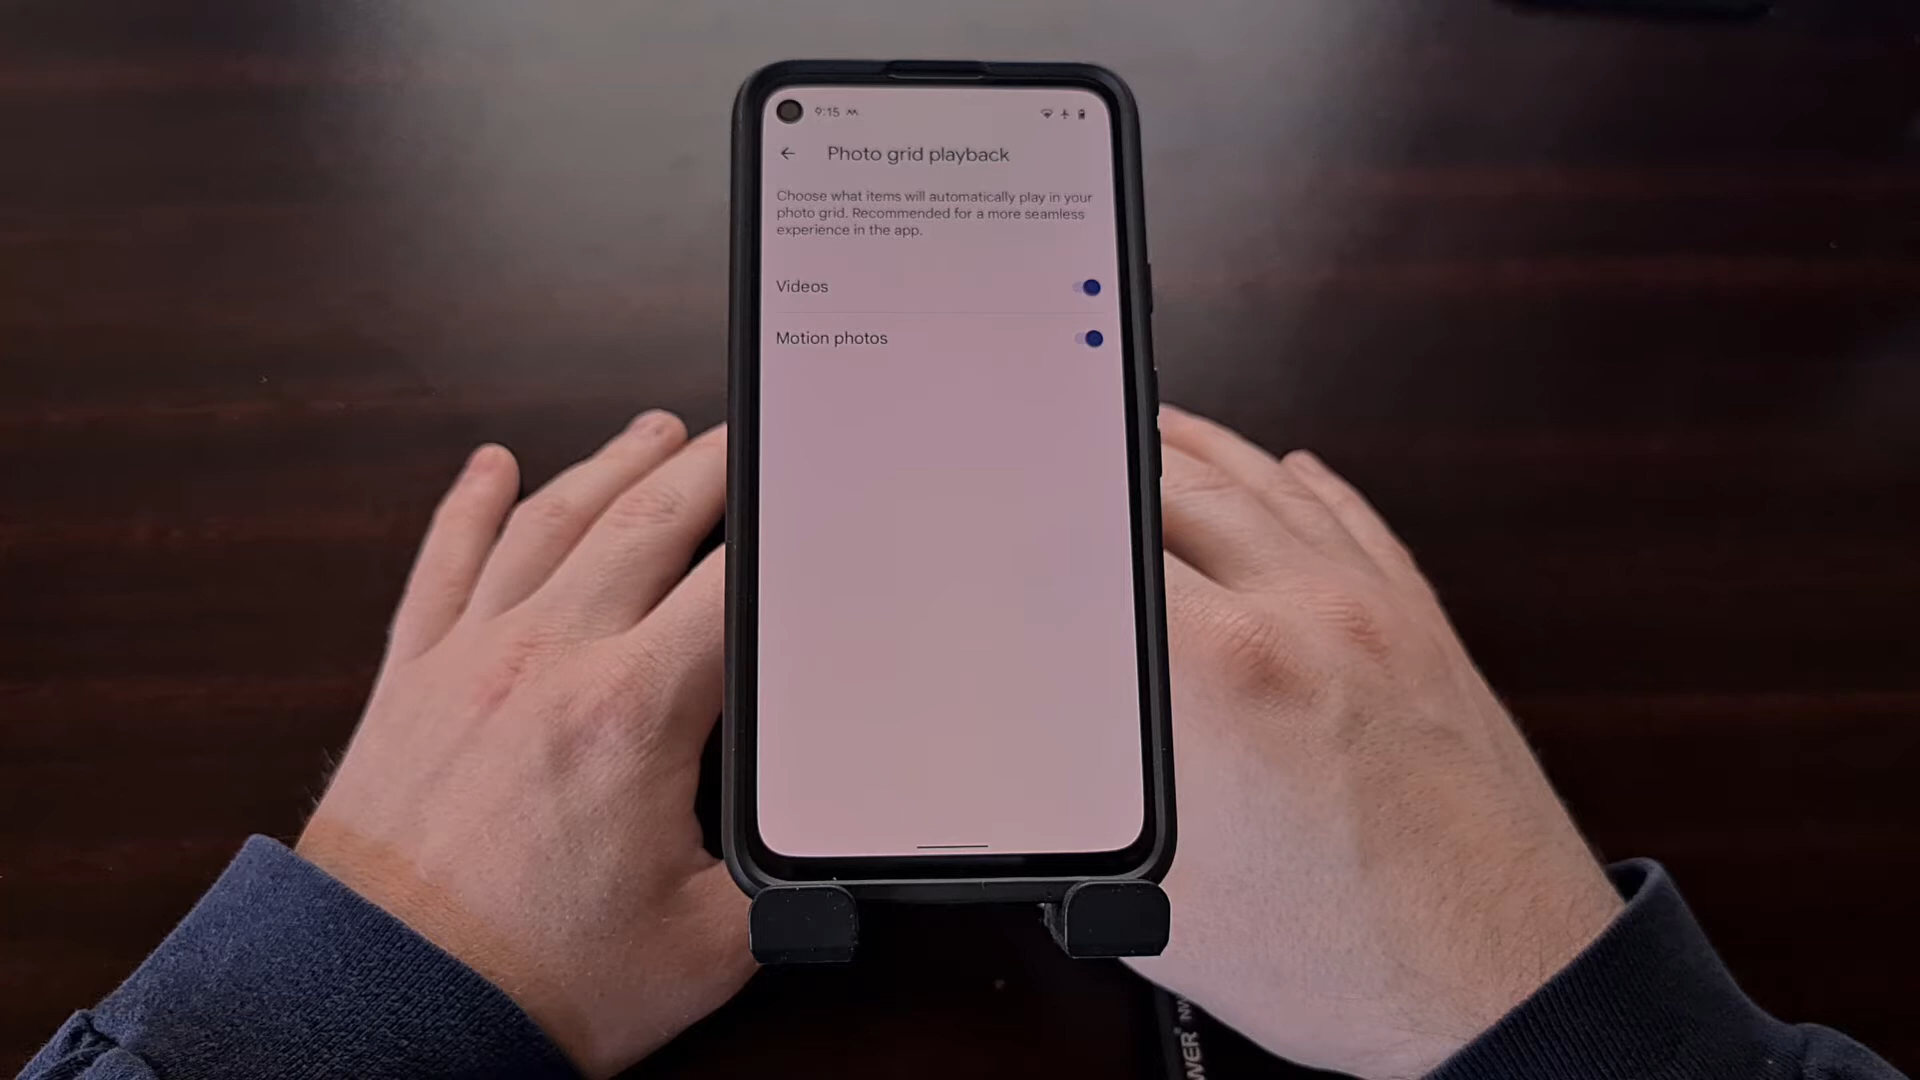 9:15
Photo grid playback
Choose what items will automatically play in your
photo grid. Recommended for a more seamless
experience in the app.
Videos
Motion photos
WER®